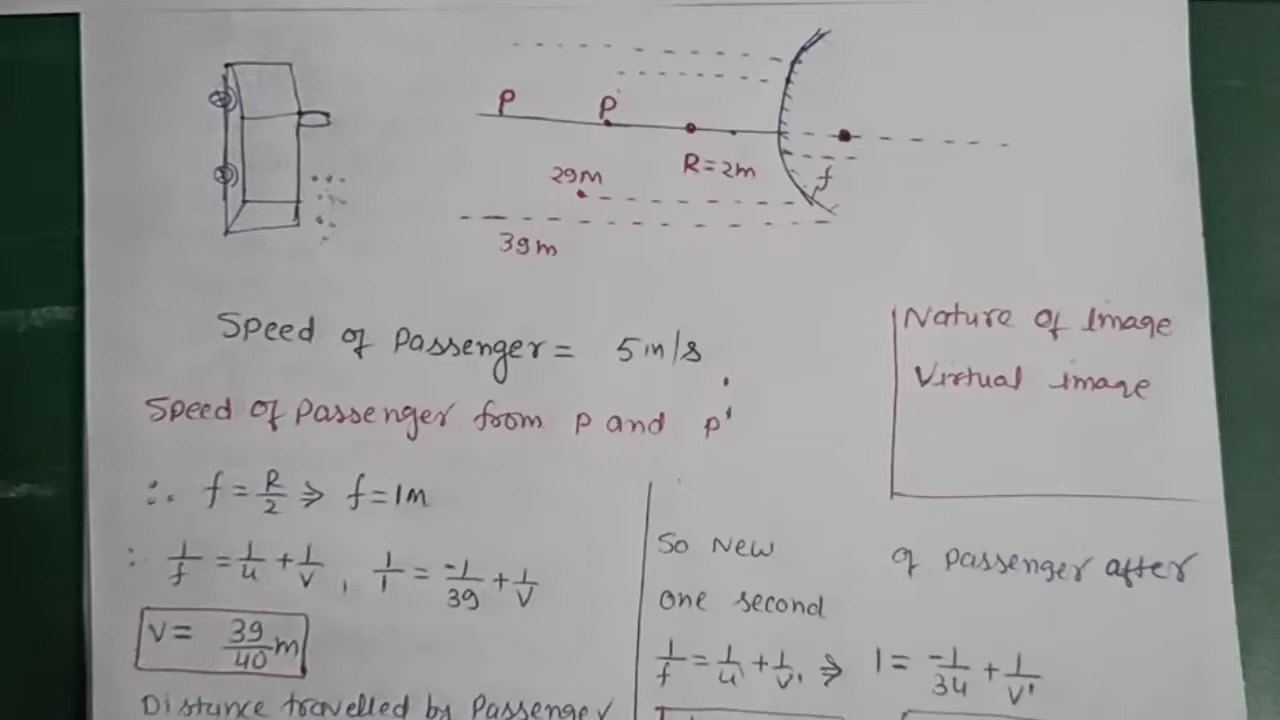 P
P
R=2m
f
29M
39m
Speed of Passenger = 5m/s
Speed of Passenger from P and P'
Nature of Image
Virtual image
∴ f = R/2 ⇒ f=1M
∴ 1/f = 1/u + 1/v , 1/1 = -1/39 + 1/v
v = 39/40 m
Distance travelled by Passenger
So New of Passenger after
one second
1/f = 1/u' + 1/v' ⇒ 1 = -1/34 + 1/v'